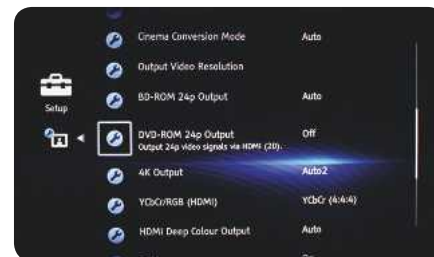 Cinema Conversion Mode Auto
Output Video Resolution
BD-ROM 24p Output Auto
Setup
DVD-ROM 24p Output Off
Output 24p video signals via HDMI (2D).
4K Output Auto2
YCbCr/RGB (HDMI) YCbCr (4:4:4)
HDMI Deep Colour Output Auto